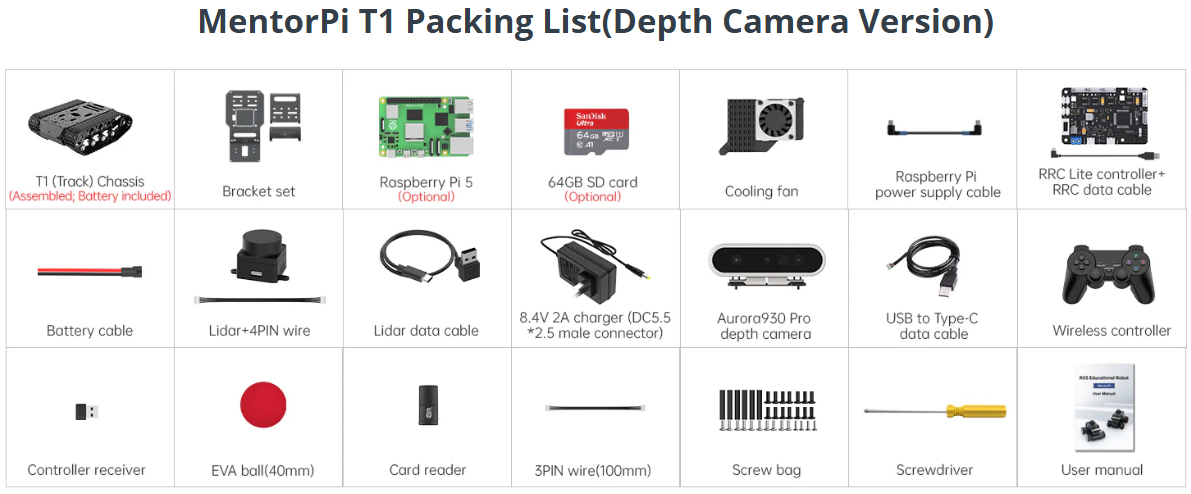 MentorPi T1 Packing List(Depth Camera Version)
T1 (Track) Chassis
(Assembled; Battery included)
Bracket set
Raspberry Pi 5
(Optional)
SanDisk
Ultra
64GB
A1
64GB SD card
(Optional)
Cooling fan
Raspberry Pi
power supply cable
RRC Lite controller+
RRC data cable
Battery cable
Lidar+4PIN wire
Lidar data cable
8.4V 2A charger (DC5.5
*2.5 male connector)
Aurora930 Pro
depth camera
USB to Type-C
data cable
Wireless controller
Controller receiver
EVA ball(40mm)
Card reader
3PIN wire(100mm)
Screw bag
Screwdriver
ROS Educational Robot
User Manual
User manual